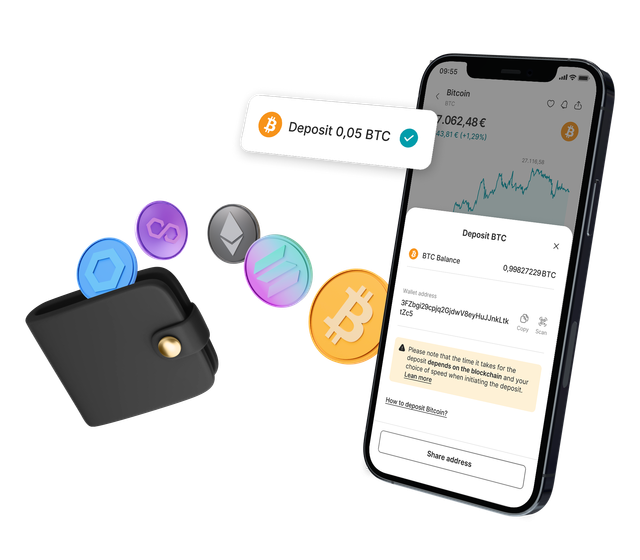 Deposit 0,05 BTC
09:55
Bitcoin
BTC
7.062,48 €
43,81 € (+1,29%)
27.116,98
Deposit BTC
BTC Balance
0,99827229 BTC
Wallet address
3FZbgi29cpjq2GjdwV8eyHuJJnkLtk
tZc5
Copy
Scan
Please note that the time it takes for the
deposit depends on the blockchain and your
choice of speed when initiating the deposit.
Learn more
How to deposit Bitcoin?
Share address